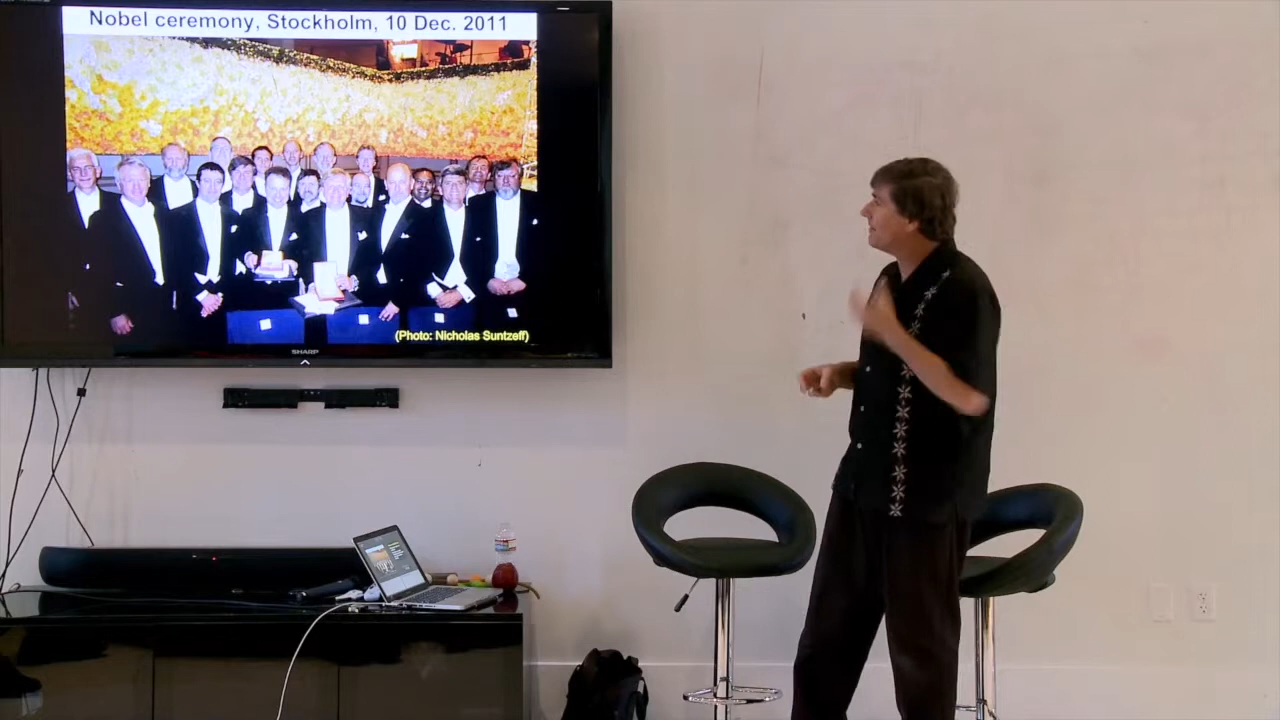 Nobel ceremony, Stockholm, 10 Dec. 2011
(Photo: Nicholas Suntzeff)
SHARP